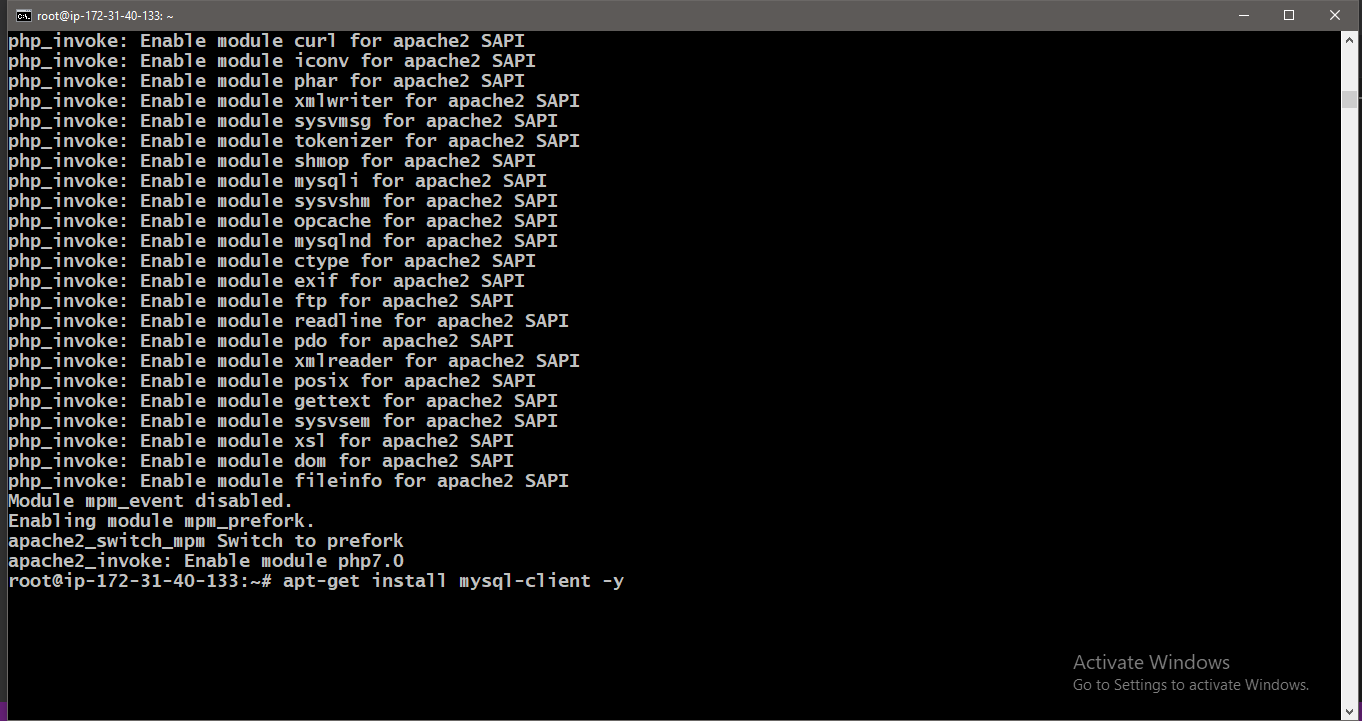 root@ip-172-31-40-133: ~
php_invoke: Enable module curl for apache2 SAPI
php_invoke: Enable module iconv for apache2 SAPI
php_invoke: Enable module phar for apache2 SAPI
php_invoke: Enable module xmlwriter for apache2 SAPI
php_invoke: Enable module sysvmsg for apache2 SAPI
php_invoke: Enable module tokenizer for apache2 SAPI
php_invoke: Enable module shmop for apache2 SAPI
php_invoke: Enable module mysqli for apache2 SAPI
php_invoke: Enable module sysvshm for apache2 SAPI
php_invoke: Enable module opcache for apache2 SAPI
php_invoke: Enable module mysqlnd for apache2 SAPI
php_invoke: Enable module ctype for apache2 SAPI
php_invoke: Enable module exif for apache2 SAPI
php_invoke: Enable module ftp for apache2 SAPI
php_invoke: Enable module readline for apache2 SAPI
php_invoke: Enable module pdo for apache2 SAPI
php_invoke: Enable module xmlreader for apache2 SAPI
php_invoke: Enable module posix for apache2 SAPI
php_invoke: Enable module gettext for apache2 SAPI
php_invoke: Enable module sysvsem for apache2 SAPI
php_invoke: Enable module xsl for apache2 SAPI
php_invoke: Enable module dom for apache2 SAPI
php_invoke: Enable module fileinfo for apache2 SAPI
Module mpm_event disabled.
Enabling module mpm_prefork.
apache2_switch_mpm Switch to prefork
apache2_invoke: Enable module php7.0
root@ip-172-31-40-133:~# apt-get install mysql-client -y
Activate Windows
Go to Settings to activate Windows.